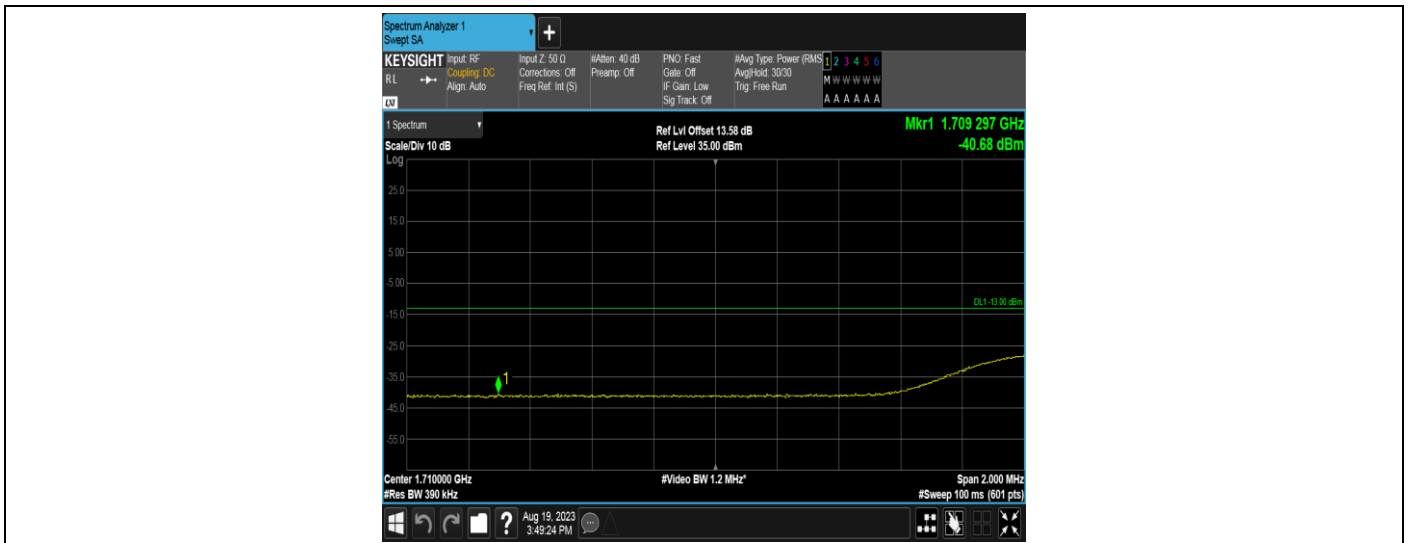 Spectrum Analyzer 1
Swept SA
+
KEYSIGHT Input: RF Input Z: 50 Ω #Atten: 40 dB PNO: Fast #Avg Type: Power (RMS 1 2 3 4 5 6
RL Coupling: DC Corrections: Off Preamp: Off Gate: Off Avg|Hold: 30/30 M W W W W W
Align: Auto Freq Ref: Int (S) IF Gain: Low Trig: Free Run
LXI Sig Track: Off A A A A A A
1 Spectrum Ref Lvl Offset 13.58 dB Mkr1 1.709 297 GHz
Scale/Div 10 dB Ref Level 35.00 dBm -40.68 dBm
Log
25.0
15.0
5.00
-5.00
DL1 -13.00 dBm
-15.0
-25.0
-35.0
1
-45.0
-55.0
Center 1.710000 GHz #Video BW 1.2 MHz* Span 2.000 MHz
#Res BW 390 kHz #Sweep 100 ms (601 pts)
? Aug 19, 2023
3:49:24 PM